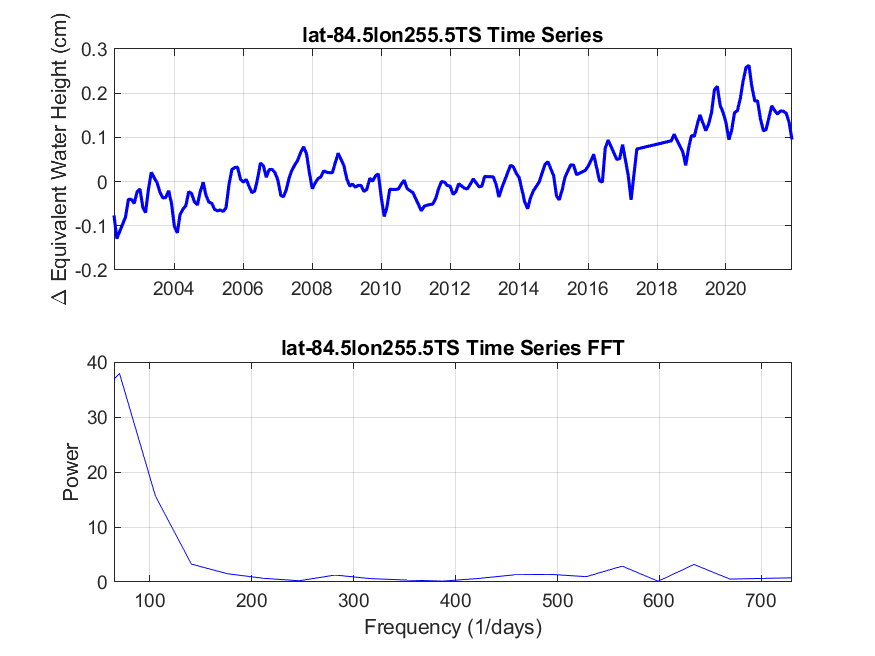 lat-84.5lon255.5TS Time Series
Δ Equivalent Water Height (cm)
0.3
0.2
0.1
0
-0.1
-0.2
2004 2006 2008 2010 2012 2014 2016 2018 2020
lat-84.5lon255.5TS Time Series FFT
Power
40
30
20
10
0
100 200 300 400 500 600 700
Frequency (1/days)